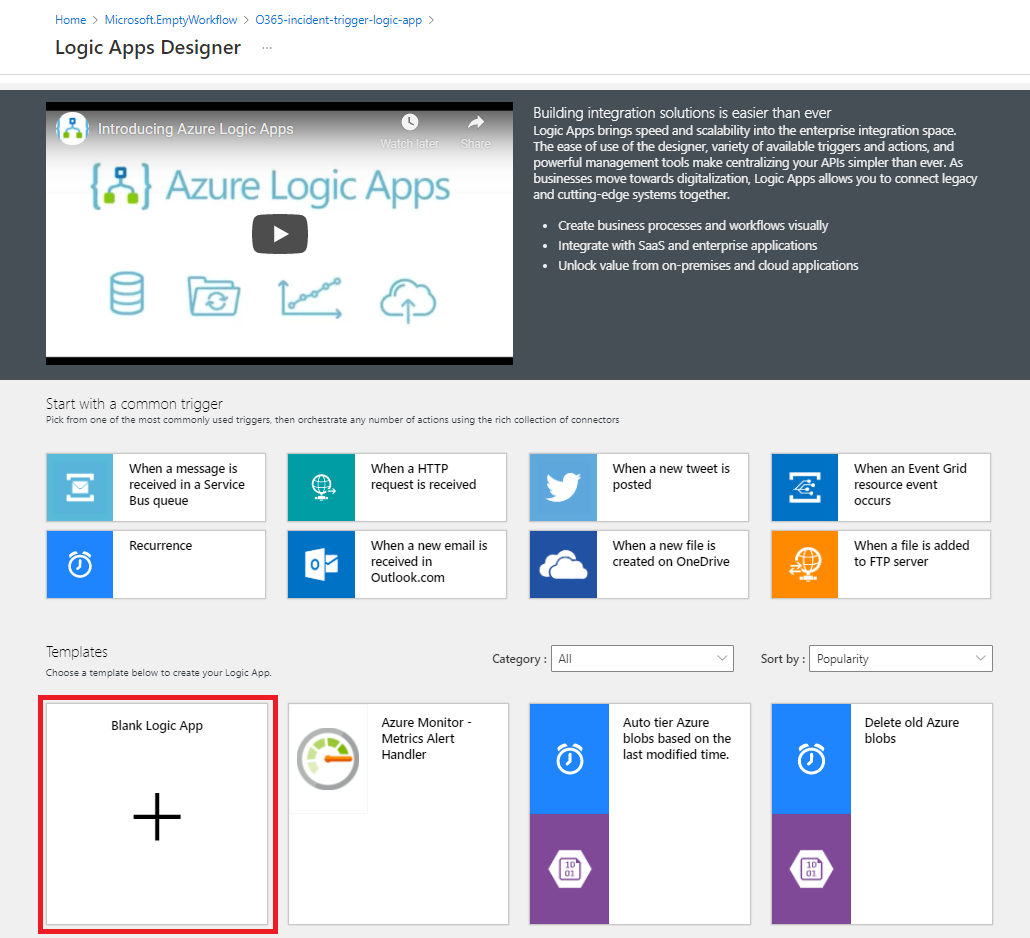 Home > Microsoft.EmptyWorkflow > O365-incident-trigger-logic-app >
Logic Apps Designer ...
Introducing Azure Logic Apps
Watch later
Share
Azure Logic Apps
Building integration solutions is easier than ever
Logic Apps brings speed and scalability into the enterprise integration space.
The ease of use of the designer, variety of available triggers and actions, and
powerful management tools make centralizing your APIs simpler than ever. As
businesses move towards digitalization, Logic Apps allows you to connect legacy
and cutting-edge systems together.
• Create business processes and workflows visually
• Integrate with SaaS and enterprise applications
• Unlock value from on-premises and cloud applications
Start with a common trigger
Pick from one of the most commonly used triggers, then orchestrate any number of actions using the rich collection of connectors
When a message is
received in a Service
Bus queue
When a HTTP
request is received
When a new tweet is
posted
When an Event Grid
resource event
occurs
Recurrence
When a new email is
received in
Outlook.com
When a new file is
created on OneDrive
When a file is added
to FTP server
Templates
Choose a template below to create your Logic App.
Category : All
Sort by : Popularity
Blank Logic App
Azure Monitor -
Metrics Alert
Handler
Auto tier Azure
blobs based on the
last modified time.
10
01
Delete old Azure
blobs
10
01